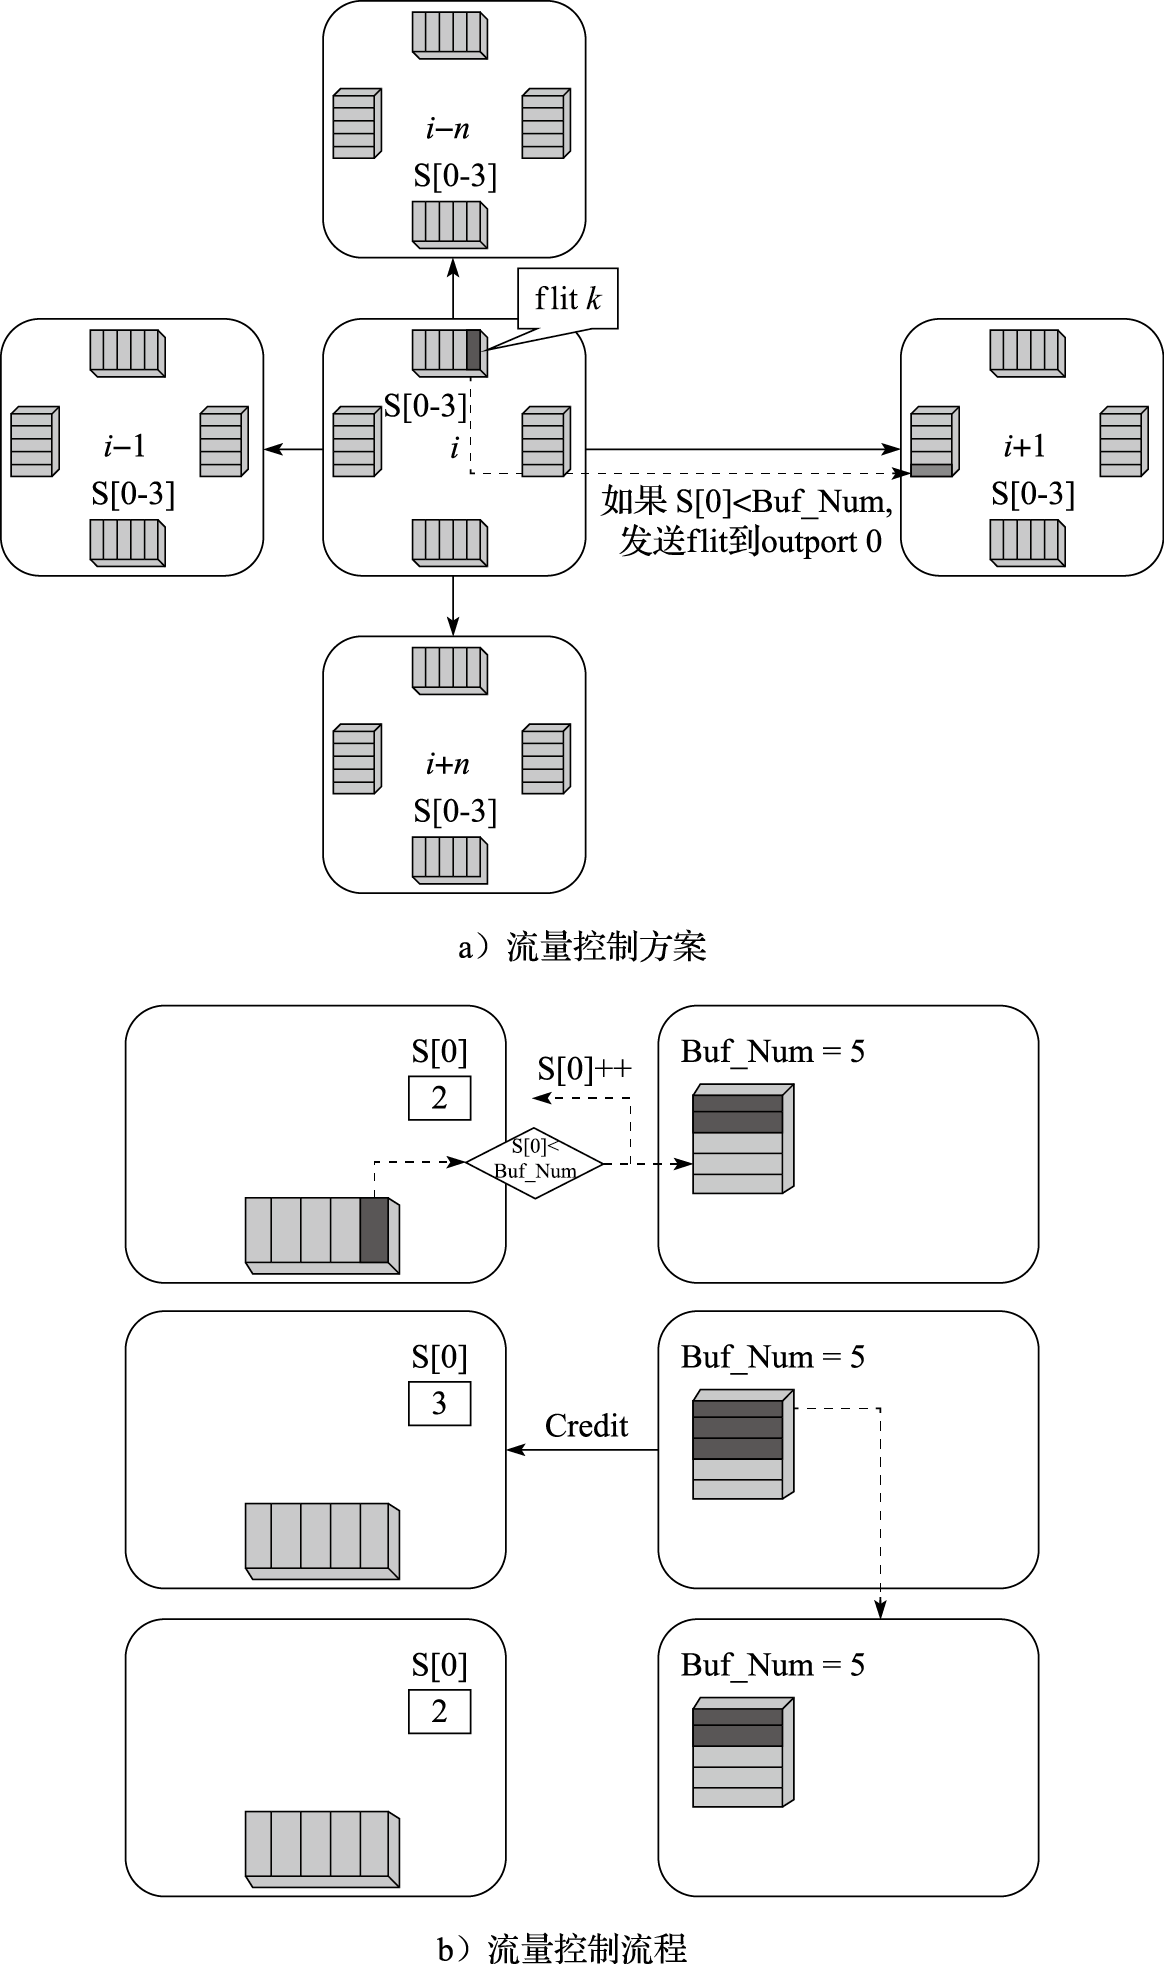 i−n
S[0-3]
flit k
S[0-3]
i−1
S[0-3]
i
i+1
S[0-3]
如果 S[0]<Buf_Num,
发送flit到outport 0
i+n
S[0-3]
a）流量控制方案
S[0]
2
S[0]++
S[0]<
Buf_Num
Buf_Num = 5
S[0]
3
Credit
Buf_Num = 5
S[0]
2
Buf_Num = 5
b）流量控制流程